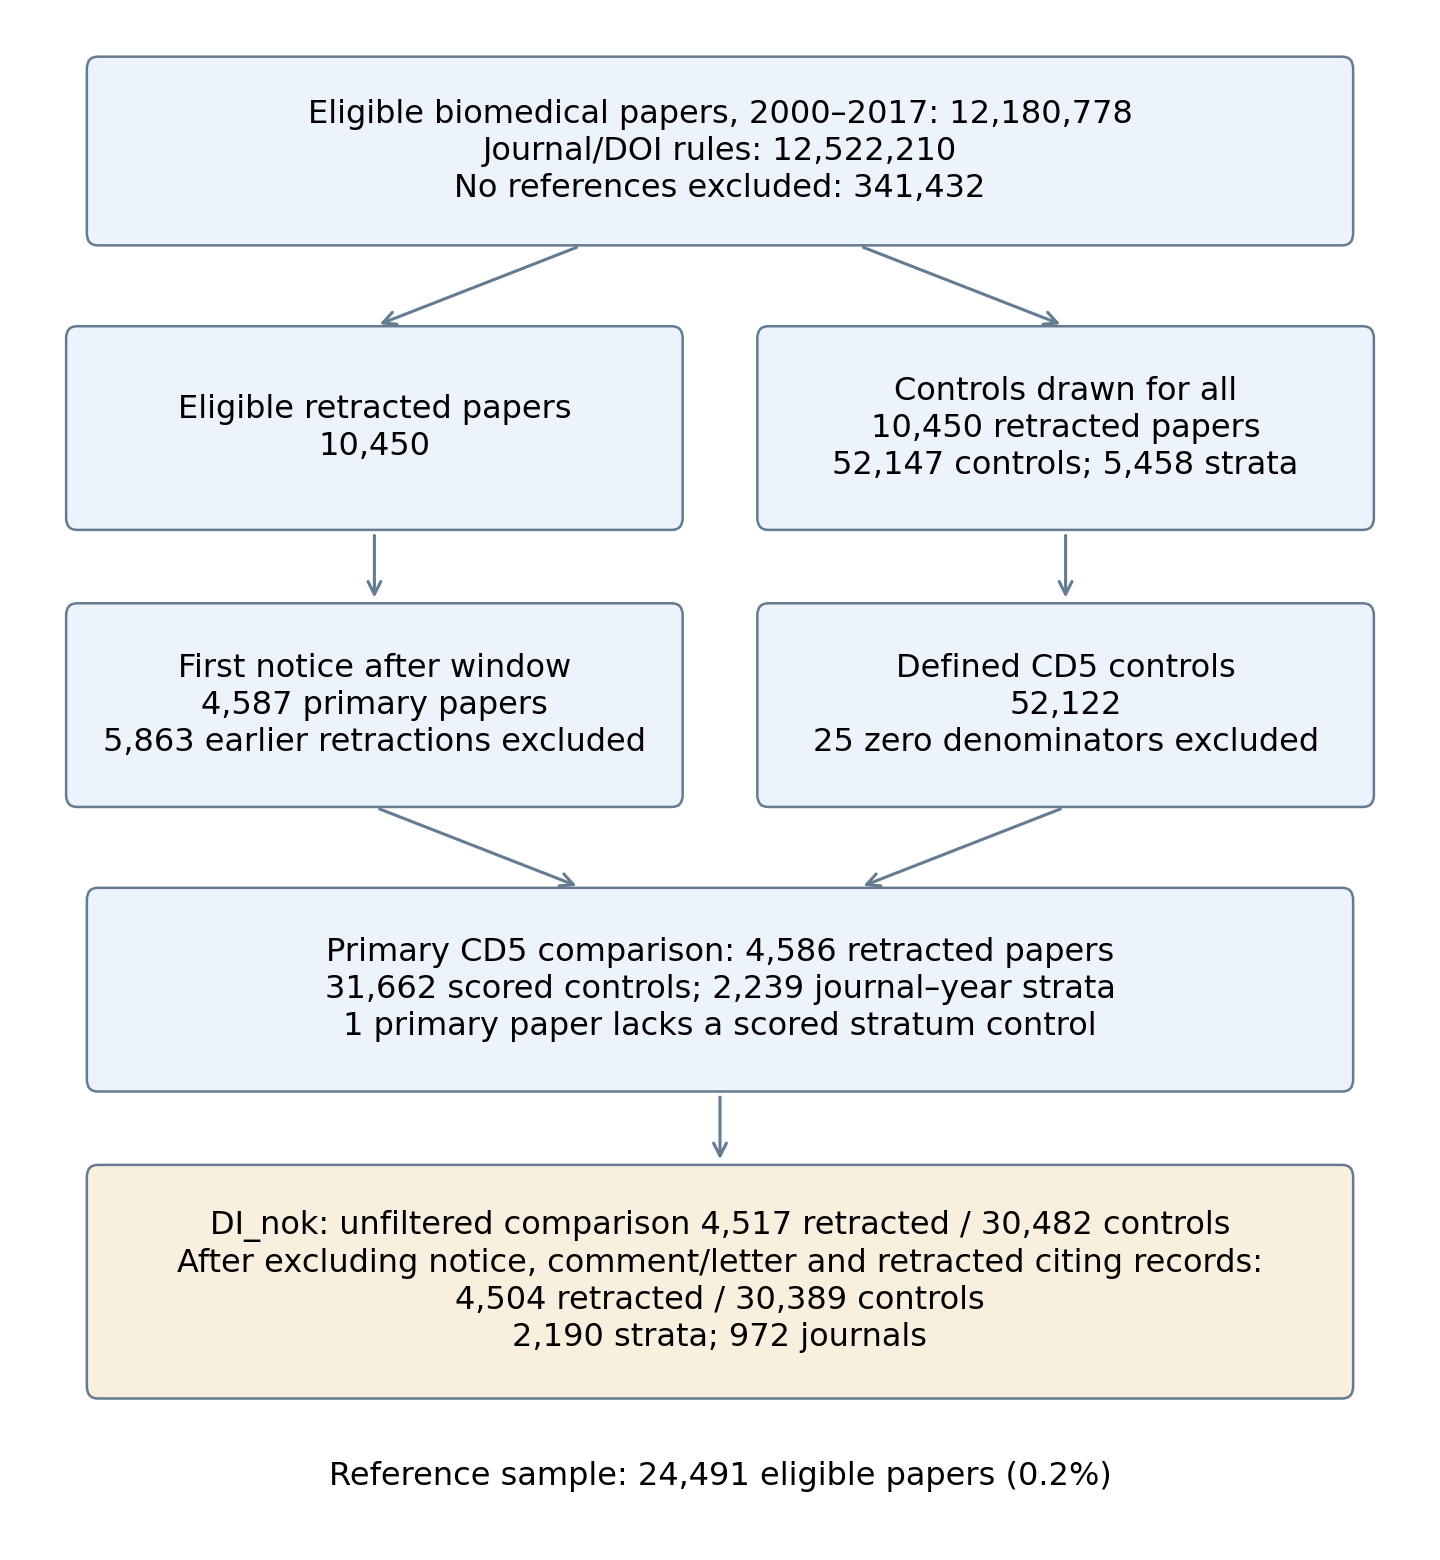 Eligible biomedical papers, 2000–2017: 12,180,778
Journal/DOI rules: 12,522,210
No references excluded: 341,432
Eligible retracted papers
10,450
Controls drawn for all
10,450 retracted papers
52,147 controls; 5,458 strata
First notice after window
4,587 primary papers
5,863 earlier retractions excluded
Defined CD5 controls
52,122
25 zero denominators excluded
Primary CD5 comparison: 4,586 retracted papers
31,662 scored controls; 2,239 journal–year strata
1 primary paper lacks a scored stratum control
DI_nok: unfiltered comparison 4,517 retracted / 30,482 controls
After excluding notice, comment/letter and retracted citing records:
4,504 retracted / 30,389 controls
2,190 strata; 972 journals
Reference sample: 24,491 eligible papers (0.2%)